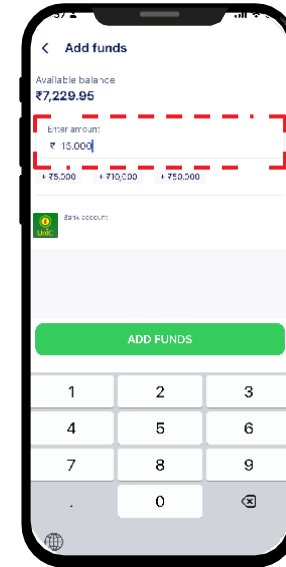 Add funds
Available balance
₹7,229.95
Enter amount
₹ 15,000
+ ₹5,000 + ₹10,000 + ₹50,000
Bank account
UniC
ADD FUNDS
1 2 3
4 5 6
7 8 9
. 0